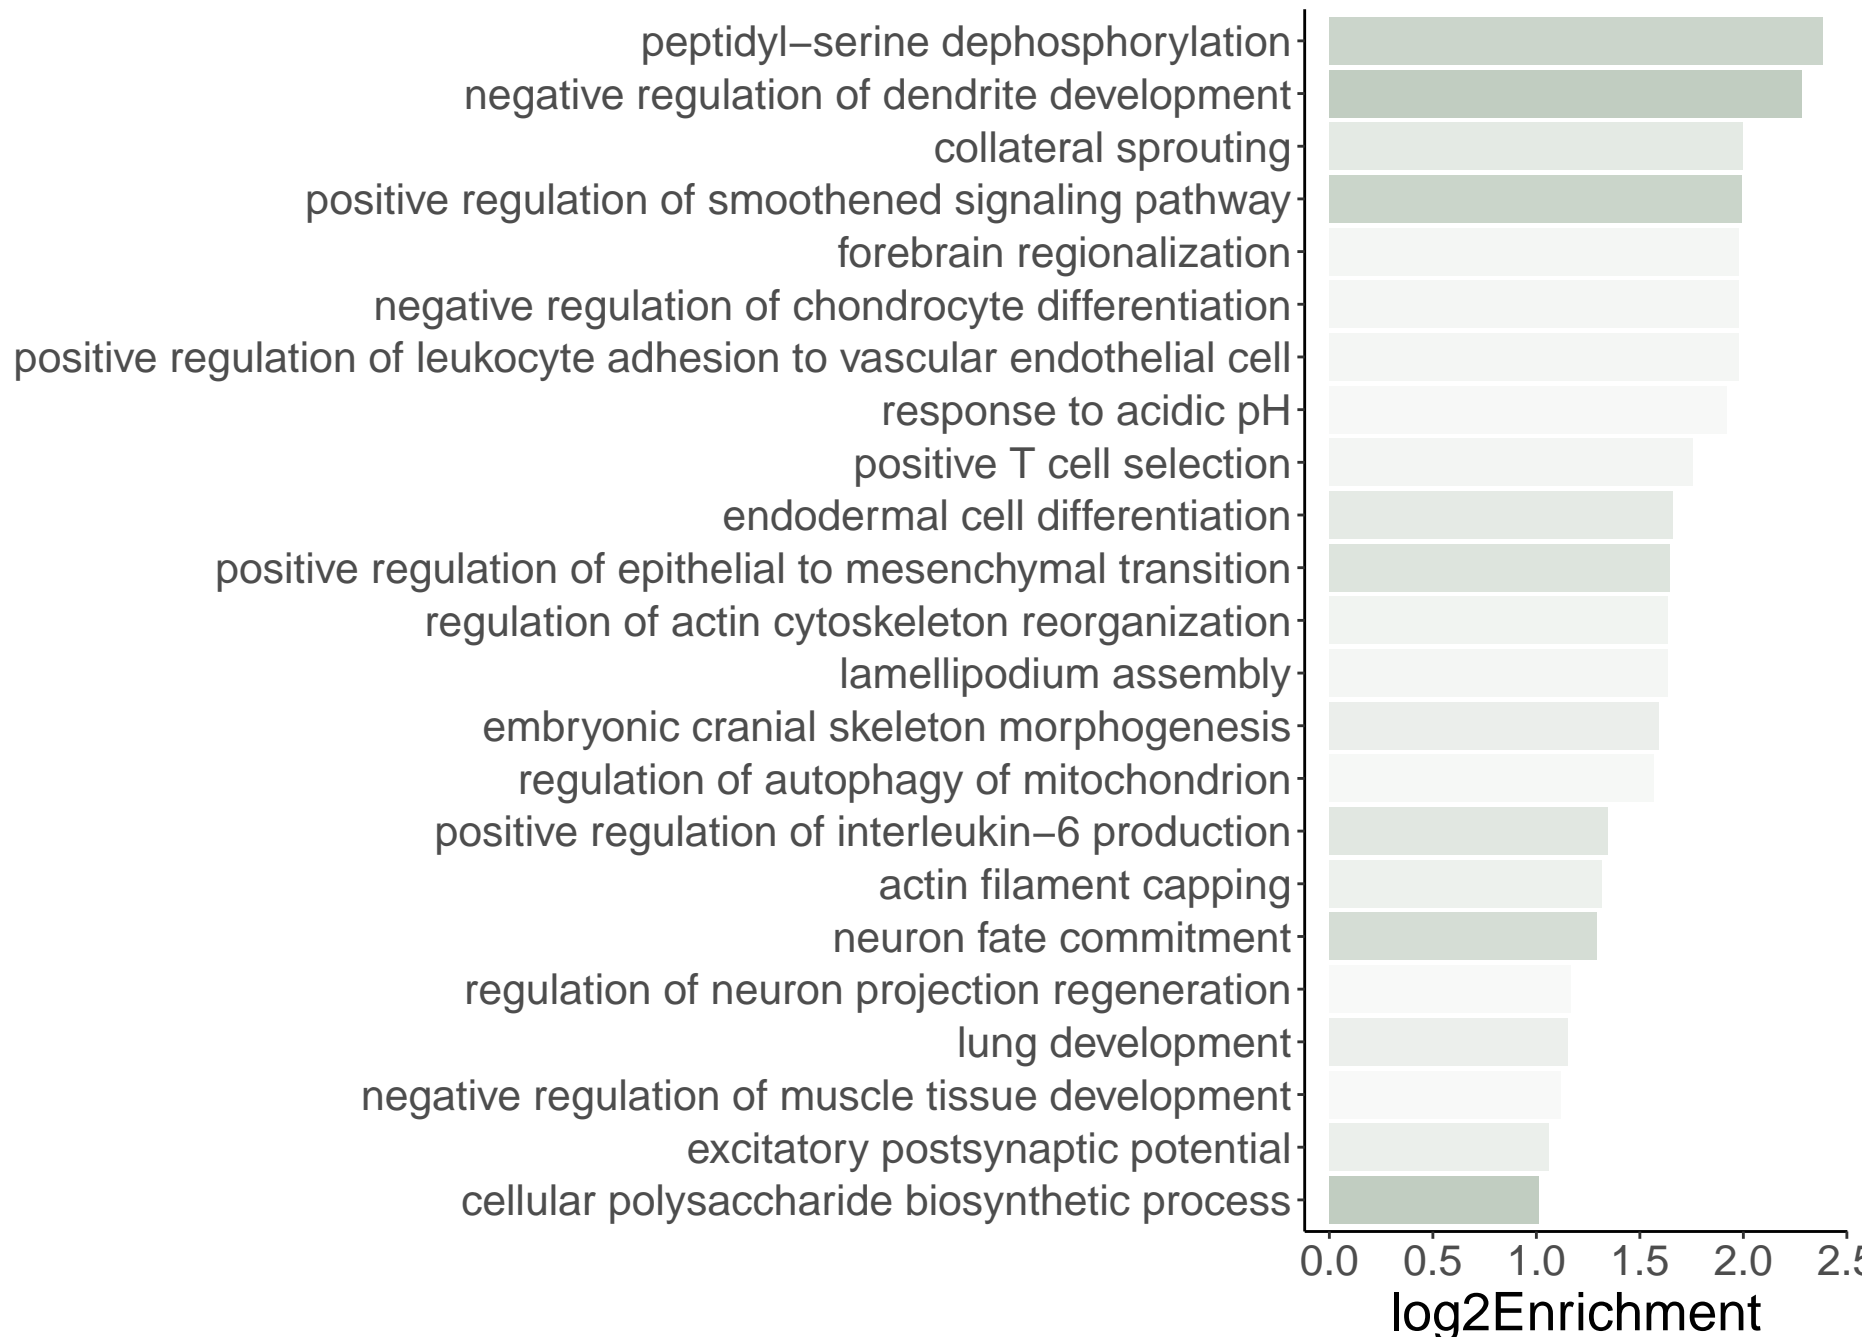 peptidyl−serine dephosphorylation
negative regulation of dendrite development
collateral sprouting
positive regulation of smoothened signaling pathway
forebrain regionalization
negative regulation of chondrocyte differentiation
positive regulation of leukocyte adhesion to vascular endothelial cell
response to acidic pH
positive T cell selection
endodermal cell differentiation
positive regulation of epithelial to mesenchymal transition
regulation of actin cytoskeleton reorganization
lamellipodium assembly
embryonic cranial skeleton morphogenesis
regulation of autophagy of mitochondrion
positive regulation of interleukin−6 production
actin filament capping
neuron fate commitment
regulation of neuron projection regeneration
lung development
negative regulation of muscle tissue development
excitatory postsynaptic potential
cellular polysaccharide biosynthetic process
0.0 0.5 1.0 1.5 2.0 2.5
log2Enrichment